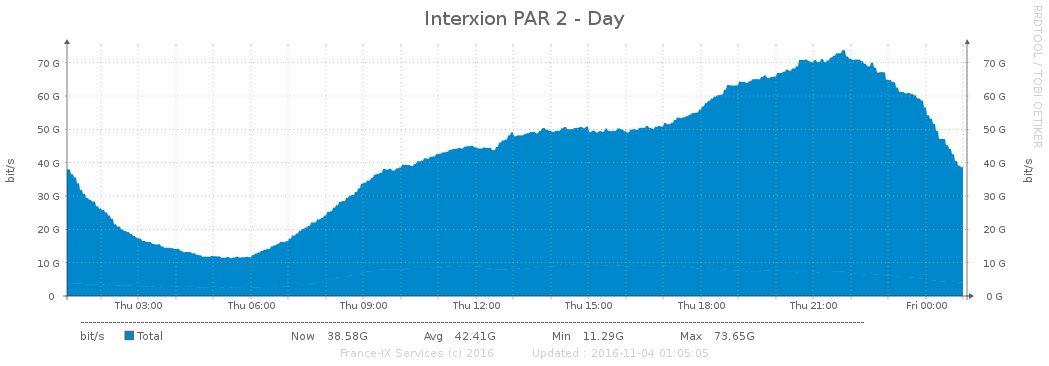 Interxion PAR 2 - Day
RRDTOOL / TOBI OETIKER
bit/s
70 G 70 G
60 G 60 G
50 G 50 G
40 G 40 G
30 G 30 G
20 G 20 G
10 G 10 G
0 0 G
bit/s
Thu 03:00 Thu 06:00 Thu 09:00 Thu 12:00 Thu 15:00 Thu 18:00 Thu 21:00 Fri 00:00
bit/s Total Now 38.58G Avg 42.41G Min 11.29G Max 73.65G
France-IX Services (c) 2016 Updated : 2016-11-04 01:05:05